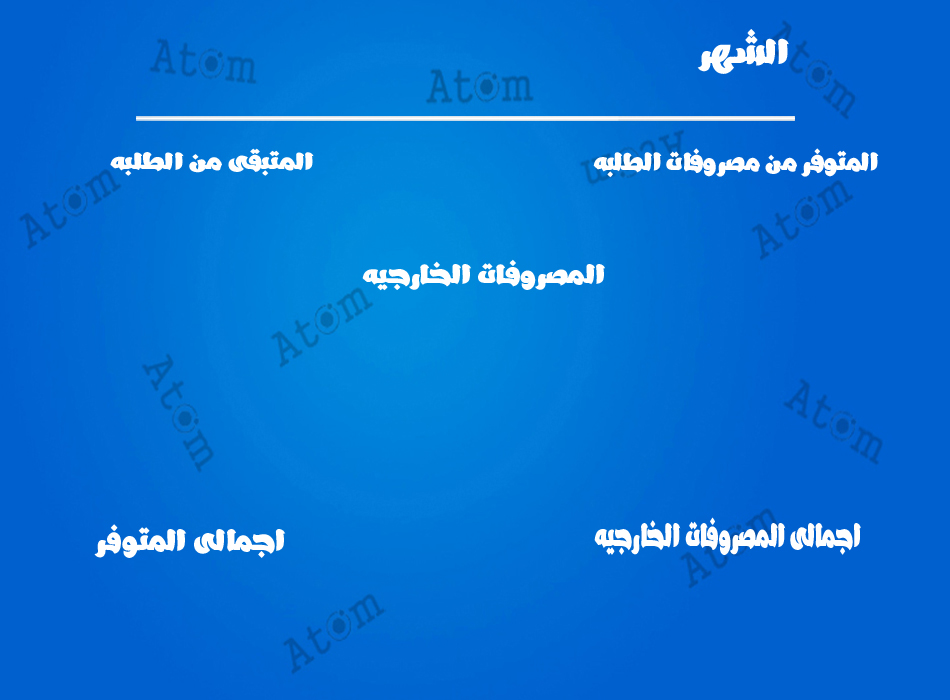 الشهر
Atom
Atom
Atom
المتوفر من مصروفات الطلبه
المتبقى من الطلبه
Atom
Atom
Atom
المصروفات الخارجيه
Atom
Atom
Atom
اجمالى المصروفات الخارجيه
اجمالى المتوفر
Atom
Atom